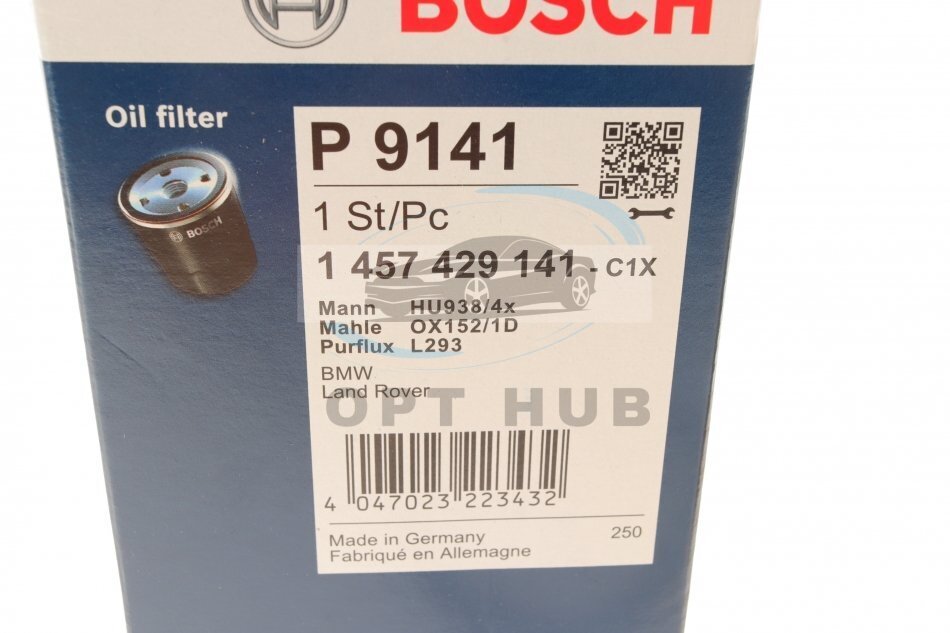 BOSCH
Oil filter
BOSCH
P 9141
1 St/Pc
1 457 429 141 - C1X
Mann HU938/4x
Mahle OX152/1D
Purflux L293
BMW
Land Rover
OPT HUB
4 047023 223432
Made in Germany 250
Fabriqué en Allemagne